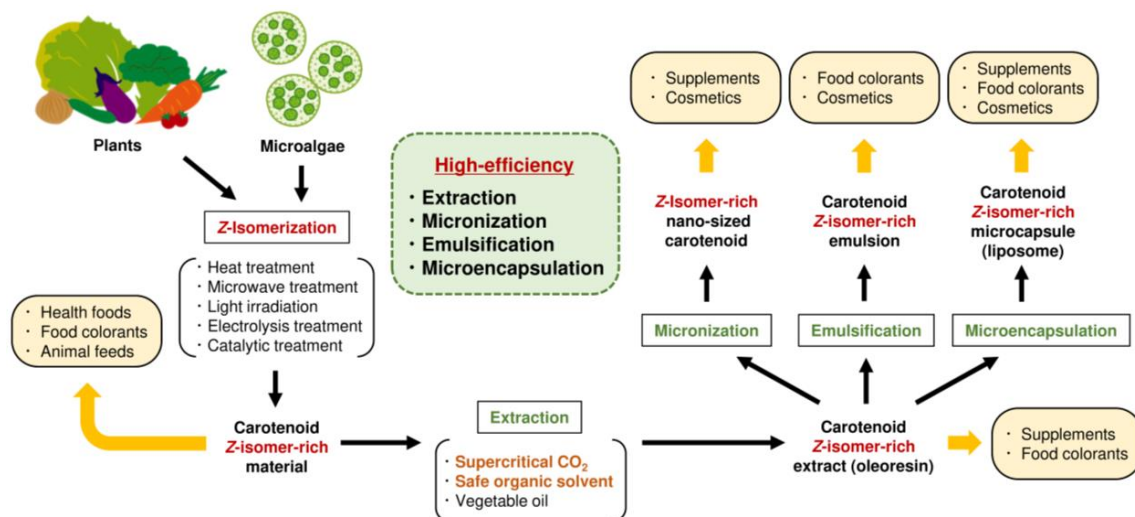 Plants
Microalgae
Z-Isomerization
· Heat treatment
· Microwave treatment
· Light irradiation
· Electrolysis treatment
· Catalytic treatment
· Health foods
· Food colorants
· Animal feeds
Carotenoid
Z-isomer-rich
material
High-efficiency
· Extraction
· Micronization
· Emulsification
· Microencapsulation
Extraction
· Supercritical CO₂
· Safe organic solvent
· Vegetable oil
Carotenoid
Z-isomer-rich
extract (oleoresin)
· Supplements
· Food colorants
Micronization
Emulsification
Microencapsulation
Z-Isomer-rich
nano-sized
carotenoid
Carotenoid
Z-isomer-rich
emulsion
Carotenoid
Z-isomer-rich
microcapsule
(liposome)
· Supplements
· Cosmetics
· Food colorants
· Cosmetics
· Supplements
· Food colorants
· Cosmetics